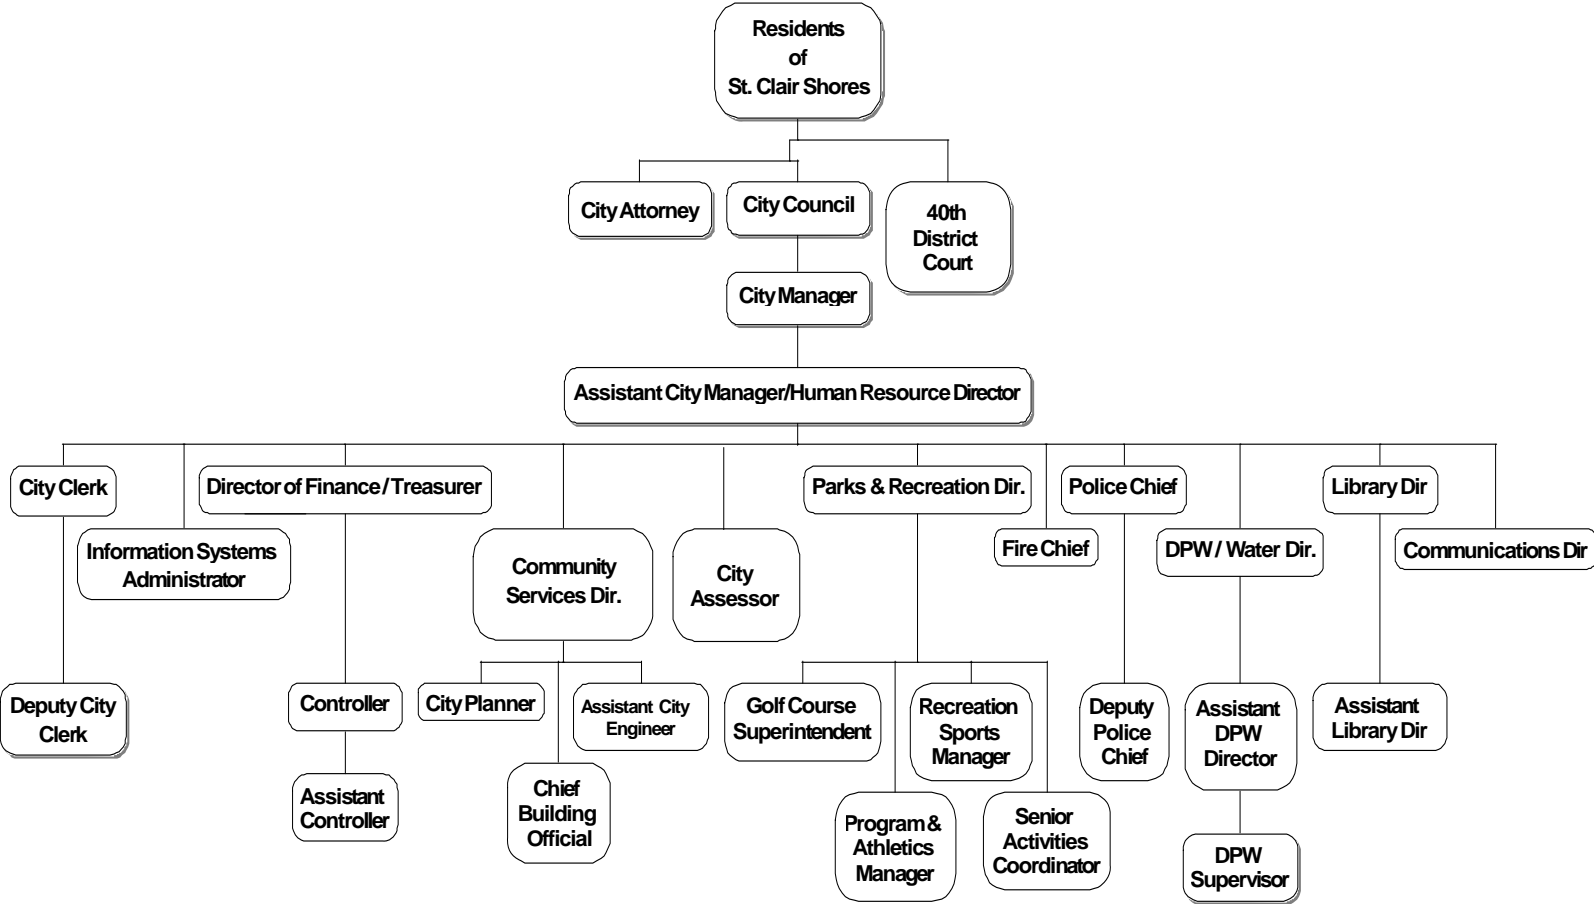 Residents
of
St. Clair Shores
City Attorney
City Council
40th
District
Court
City Manager
Assistant City Manager/Human Resource Director
City Clerk
Director of Finance / Treasurer
Parks & Recreation Dir.
Police Chief
Library Dir
Information Systems
Administrator
Community
Services Dir.
City
Assessor
Fire Chief
DPW / Water Dir.
Communications Dir
Deputy City
Clerk
Controller
City Planner
Assistant City
Engineer
Golf Course
Superintendent
Recreation
Sports
Manager
Deputy
Police
Chief
Assistant
DPW
Director
Assistant
Library Dir
Assistant
Controller
Chief
Building
Official
Program &
Athletics
Manager
Senior
Activities
Coordinator
DPW
Supervisor